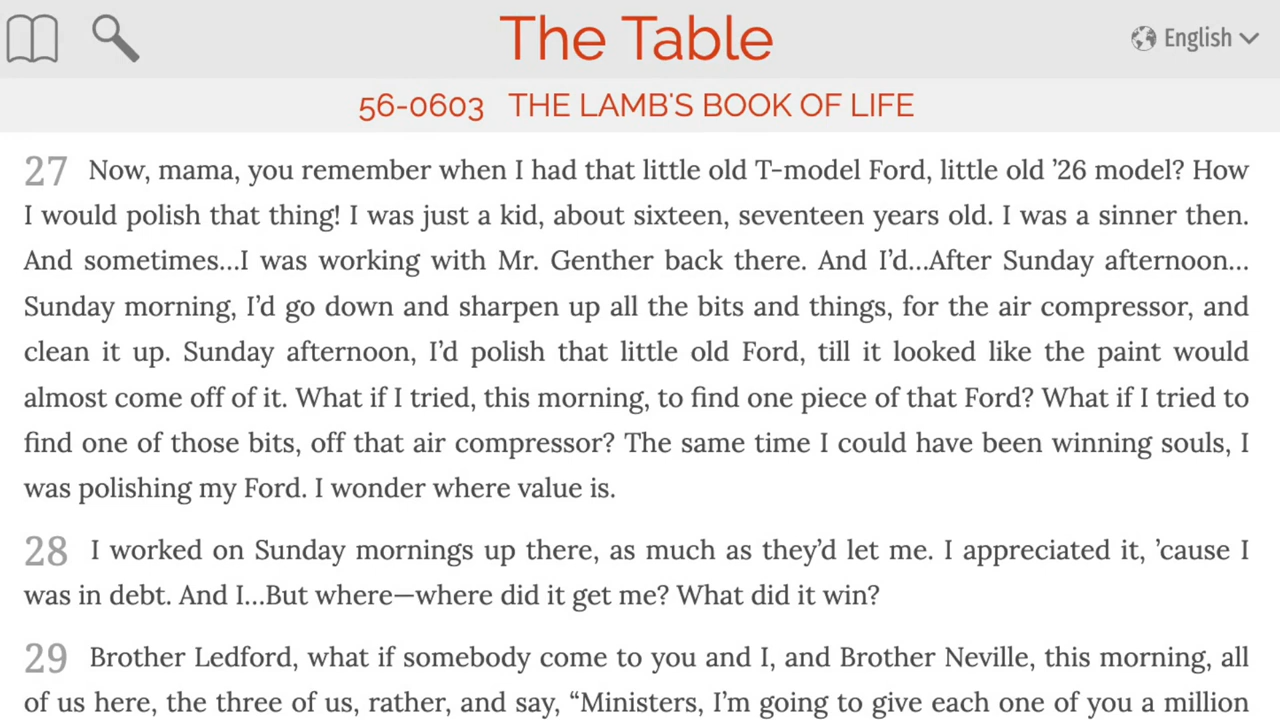 The Table
English
56-0603 THE LAMB'S BOOK OF LIFE
27 Now, mama, you remember when I had that little old T-model Ford, little old ’26 model? How
I would polish that thing! I was just a kid, about sixteen, seventeen years old. I was a sinner then.
And sometimes…I was working with Mr. Genther back there. And I’d…After Sunday afternoon…
Sunday morning, I’d go down and sharpen up all the bits and things, for the air compressor, and
clean it up. Sunday afternoon, I’d polish that little old Ford, till it looked like the paint would
almost come off of it. What if I tried, this morning, to find one piece of that Ford? What if I tried to
find one of those bits, off that air compressor? The same time I could have been winning souls, I
was polishing my Ford. I wonder where value is.
28 I worked on Sunday mornings up there, as much as they’d let me. I appreciated it, ’cause I
was in debt. And I…But where—where did it get me? What did it win?
29 Brother Ledford, what if somebody come to you and I, and Brother Neville, this morning, all
of us here, the three of us, rather, and say, “Ministers, I’m going to give each one of you a million